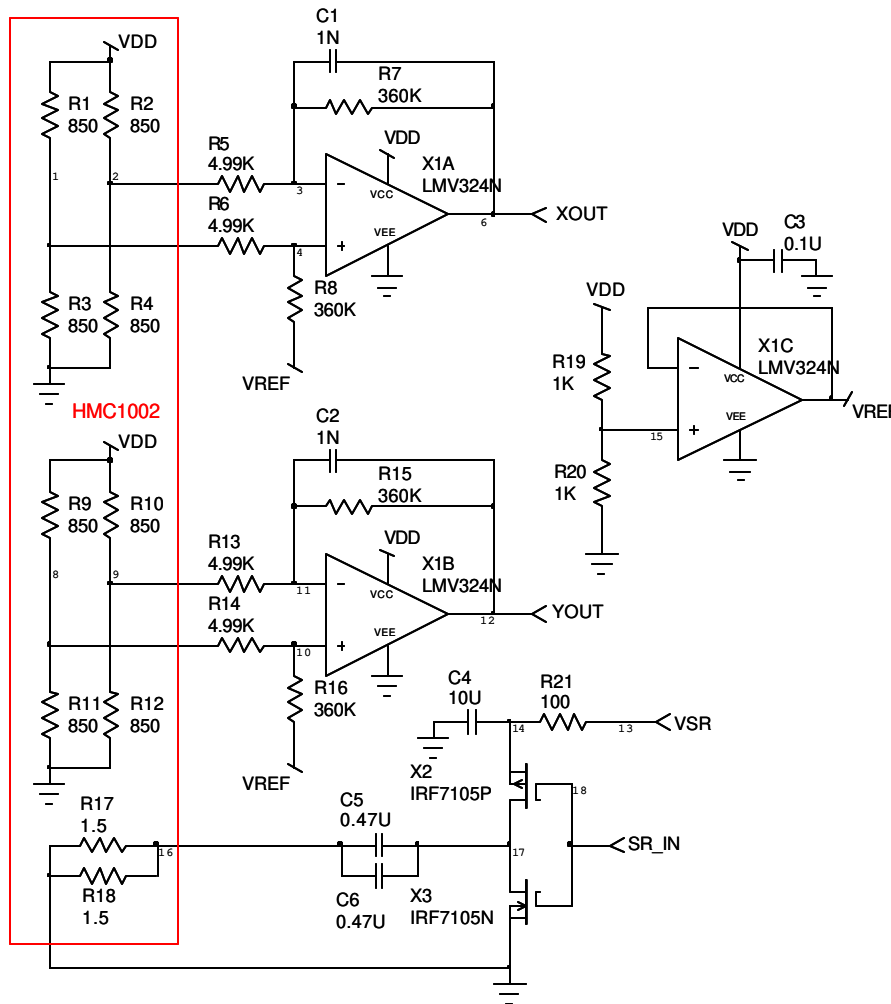 C1
1N
VDD
R7
360K
R1
850
R2
850
VDD
R5
4.99K
X1A
LMV324N
1
2
3
VCC
R6
4.99K
VEE
6
XOUT
4
C3
0.1U
VDD
R3
850
R4
850
R8
360K
VDD
VREF
R19
1K
X1C
LMV324N
VCC
HMC1002
VEE
VREF
15
C2
1N
VDD
R20
1K
R15
360K
R9
850
R10
850
VDD
R13
4.99K
X1B
LMV324N
8
9
11
VCC
R14
4.99K
VEE
12
YOUT
10
R11
850
R12
850
R16
360K
C4
10U
R21
100
14
13
VSR
VREF
X2
IRF7105P
18
R17
1.5
C5
0.47U
16
17
SR_IN
R18
1.5
C6
0.47U
X3
IRF7105N